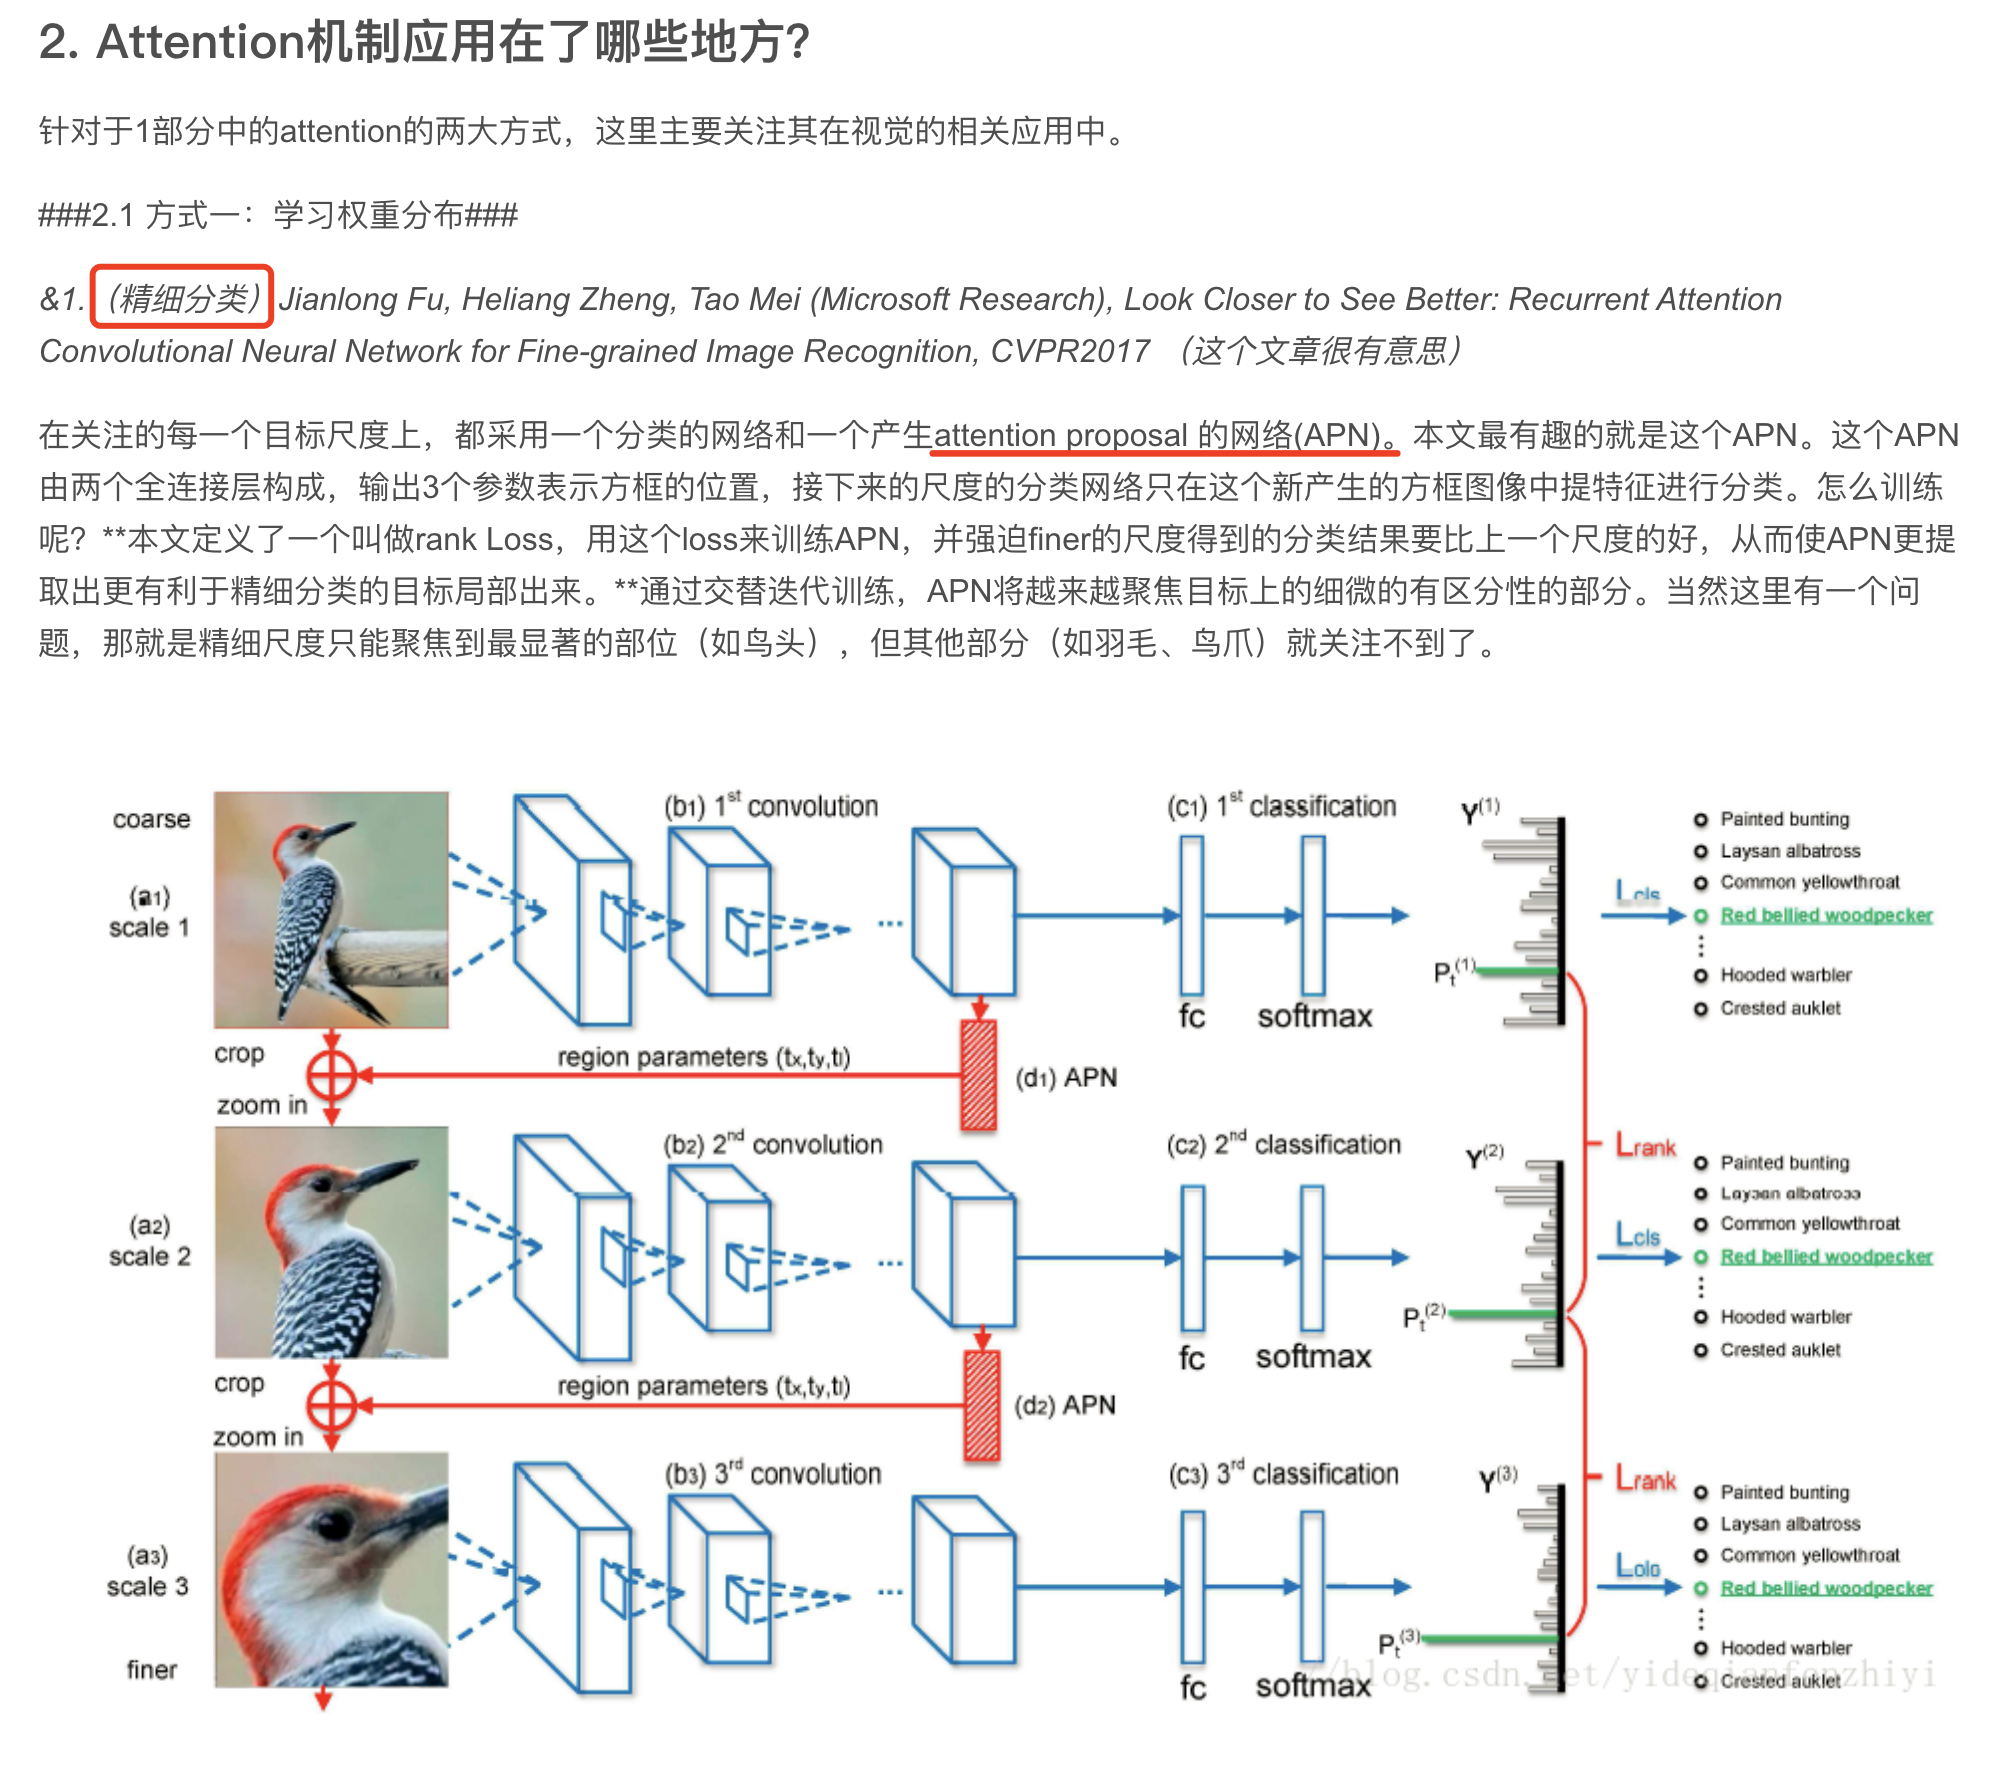 2. Attention机制应用在了哪些地方?
针对于1部分中的attention的两大方式，这里主要关注其在视觉的相关应用中。
###2.1 方式一：学习权重分布###
&1.（精细分类）Jianlong Fu, Heliang Zheng, Tao Mei (Microsoft Research), Look Closer to See Better: Recurrent Attention
Convolutional Neural Network for Fine-grained Image Recognition, CVPR2017 （这个文章很有意思）
在关注的每一个目标尺度上，都采用一个分类的网络和一个产生attention proposal 的网络(APN)。本文最有趣的就是这个APN。这个APN
由两个全连接层构成，输出3个参数表示方框的位置，接下来的尺度的分类网络只在这个新产生的方框图像中提特征进行分类。怎么训练
呢？**本文定义了一个叫做rank Loss，用这个loss来训练APN，并强迫finer的尺度得到的分类结果要比上一个尺度的好，从而使APN更提
取出更有利于精细分类的目标局部出来。**通过交替迭代训练，APN将越来越聚焦目标上的细微的有区分性的部分。当然这里有一个问
题，那就是精细尺度只能聚焦到最显著的部位（如鸟头），但其他部分（如羽毛、鸟爪）就关注不到了。
coarse
(a1)
scale 1
(b1) 1st convolution
...
(c1) 1st classification
fc
softmax
Y(1)
Pt(1)
Lcls
Painted bunting
Laysan albatross
Common yellowthroat
Red bellied woodpecker
Hooded warbler
Crested auklet
crop
zoom in
region parameters (tx,ty,tl)
(d1) APN
Lrank
(a2)
scale 2
(b2) 2nd convolution
...
(c2) 2nd classification
fc
softmax
Y(2)
Pt(2)
Lcls
Painted bunting
Laysan albatross
Common yellowthroat
Red bellied woodpecker
Hooded warbler
Crested auklet
crop
zoom in
region parameters (tx,ty,tl)
(d2) APN
Lrank
(a3)
scale 3
finer
(b3) 3rd convolution
...
(c3) 3rd classification
fc
softmax
Y(3)
Pt(3)
Lcls
Painted bunting
Laysan albatross
Common yellowthroat
Red bellied woodpecker
Hooded warbler
Crested auklet